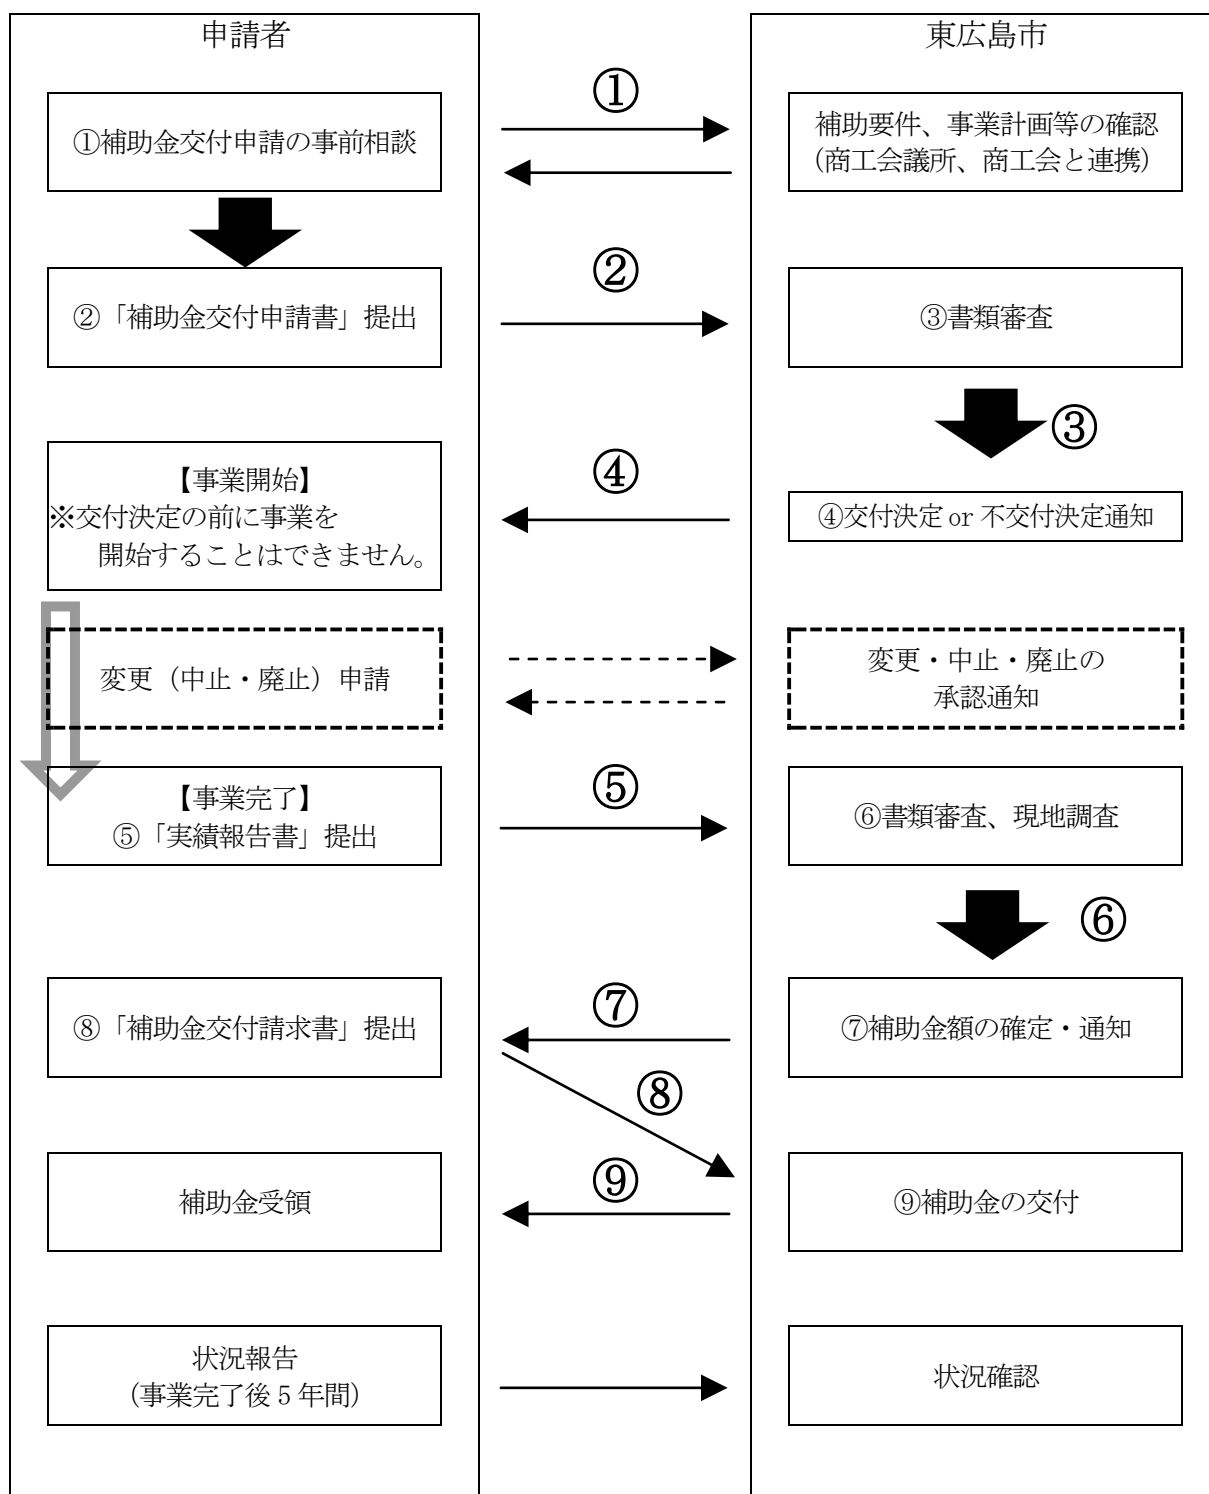 申請者
東広島市
①
①補助金交付申請の事前相談
補助要件、事業計画等の確認
（商工会議所、商工会と連携）
②
②「補助金交付申請書」提出
③書類審査
③
【事業開始】
※交付決定の前に事業を
開始することはできません。
④
④交付決定 or 不交付決定通知
変更（中止・廃止）申請
変更・中止・廃止の
承認通知
【事業完了】
⑤「実績報告書」提出
⑤
⑥書類審査、現地調査
⑥
⑧「補助金交付請求書」提出
⑦
⑦補助金額の確定・通知
⑧
補助金受領
⑨
⑨補助金の交付
状況報告
（事業完了後 5 年間）
状況確認